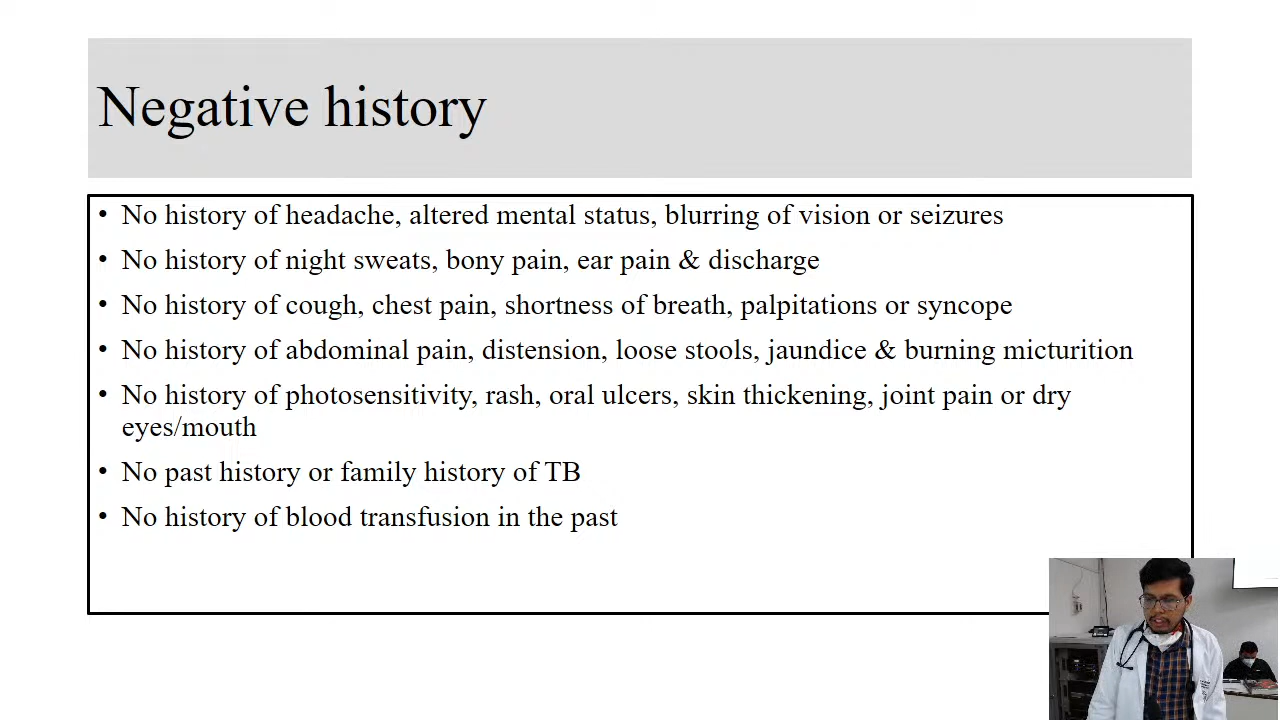 Negative history
• No history of headache, altered mental status, blurring of vision or seizures
• No history of night sweats, bony pain, ear pain & discharge
• No history of cough, chest pain, shortness of breath, palpitations or syncope
• No history of abdominal pain, distension, loose stools, jaundice & burning micturition
• No history of photosensitivity, rash, oral ulcers, skin thickening, joint pain or dry
eyes/mouth
• No past history or family history of TB
• No history of blood transfusion in the past